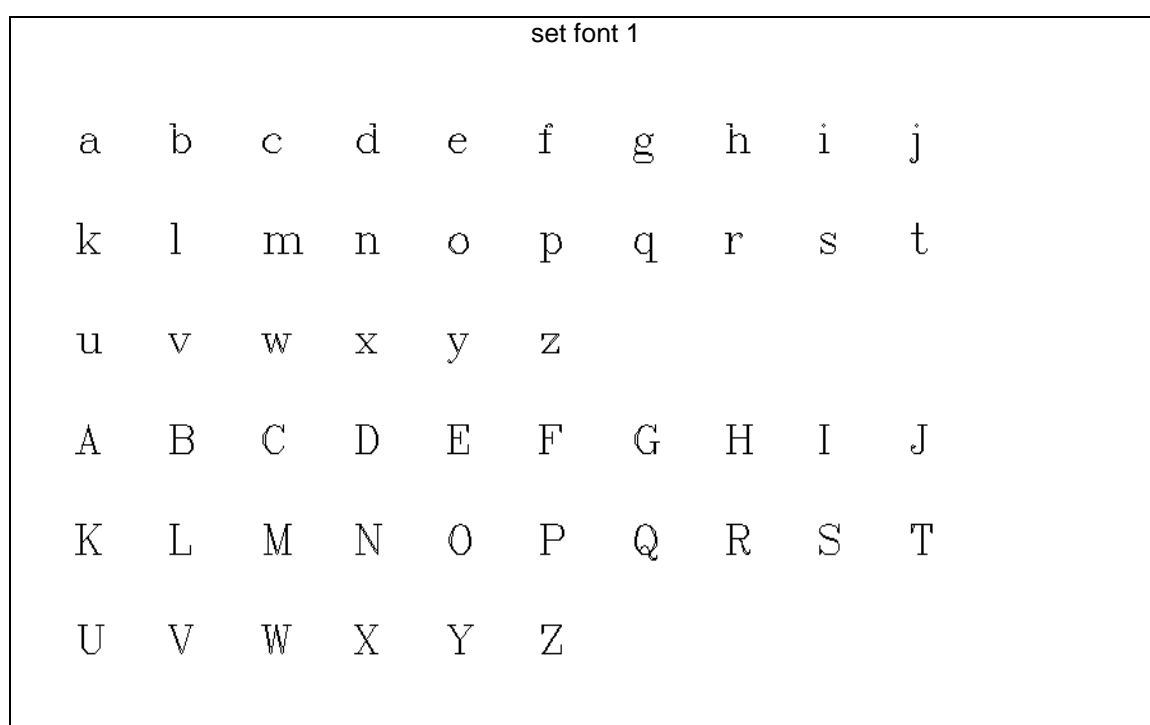 set font 1
a b c d e f g h i j
k l m n o p q r s t
u v w x y z
A B C D E F G H I J
K L M N O P Q R S T
U V W X Y Z